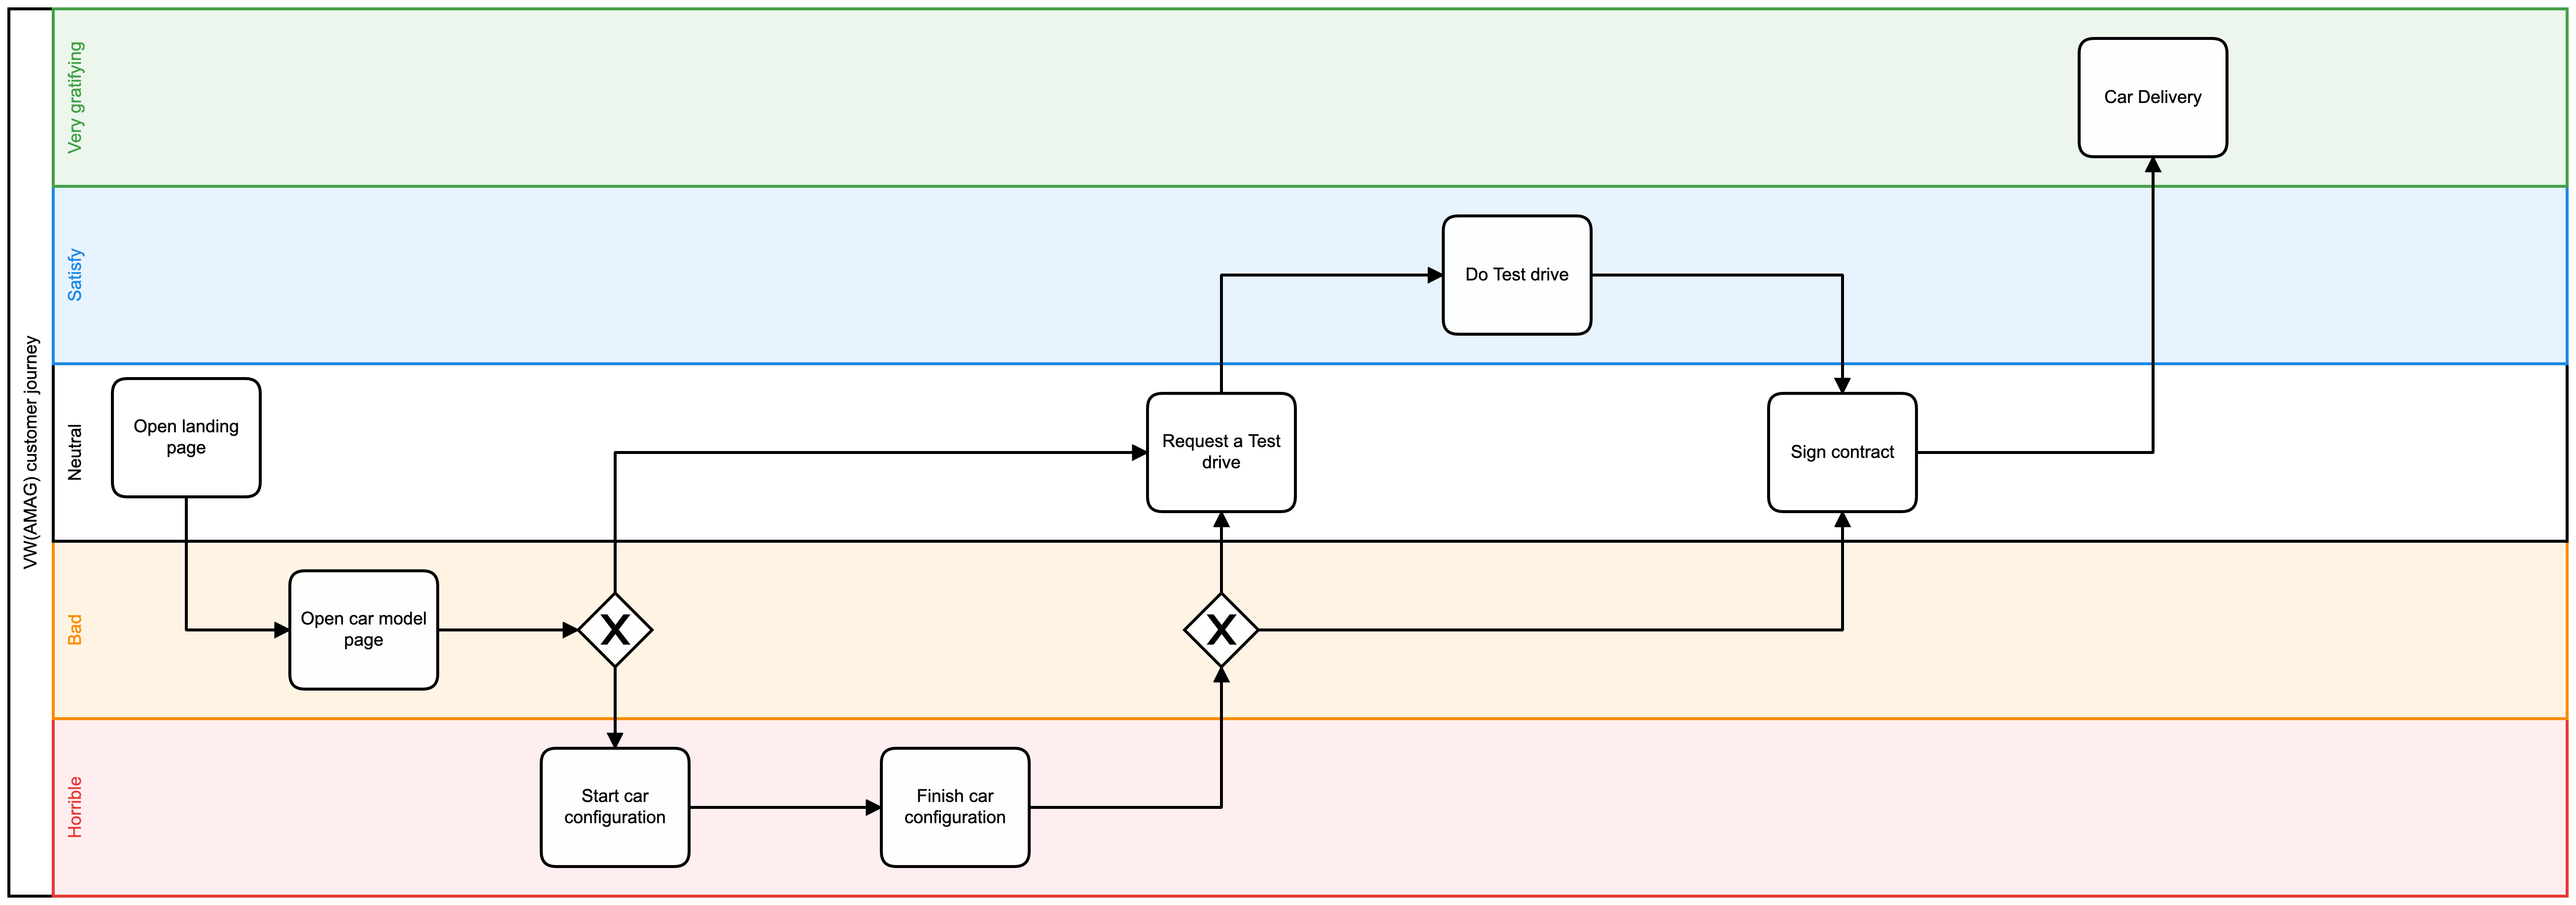 VW(AMAG) customer journey
Very gratifying
Car Delivery
Satisfy
Do Test drive
Neutral
Open landing
page
Request a Test
drive
Sign contract
Bad
Open car model
page
X
X
Horrible
Start car
configuration
Finish car
configuration